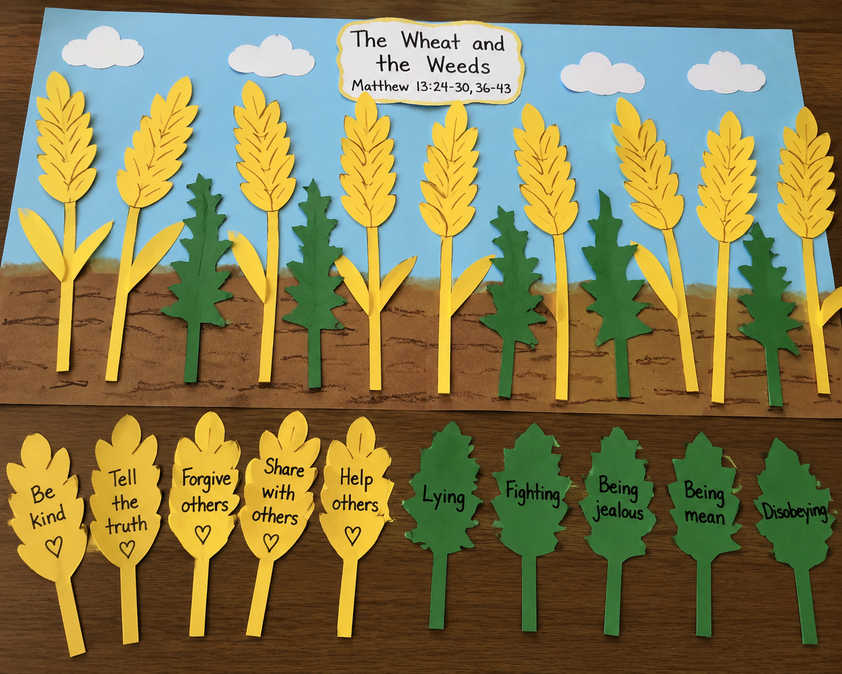 The Wheat and
the Weeds
Matthew 13:24-30, 36-43
Be
kind
Tell
the
truth
Forgive
others
Share
with
others
Help
others
Lying
Fighting
Being
jealous
Being
mean
Disobeying